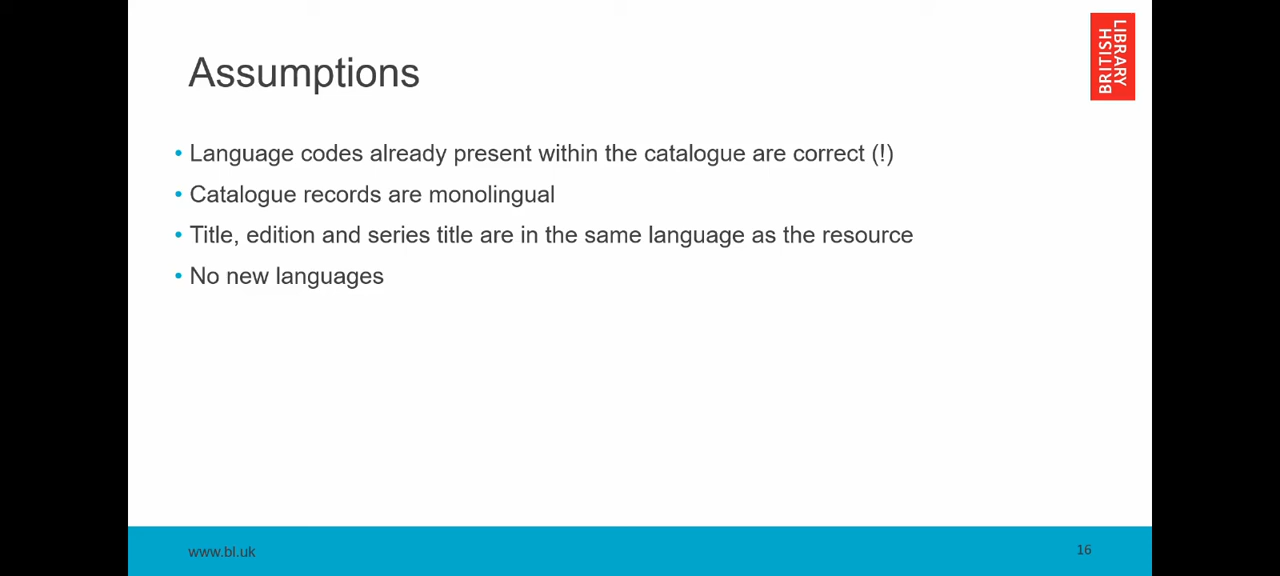 Assumptions
BRITISH
LIBRARY
• Language codes already present within the catalogue are correct (!)
• Catalogue records are monolingual
• Title, edition and series title are in the same language as the resource
• No new languages
www.bl.uk
16